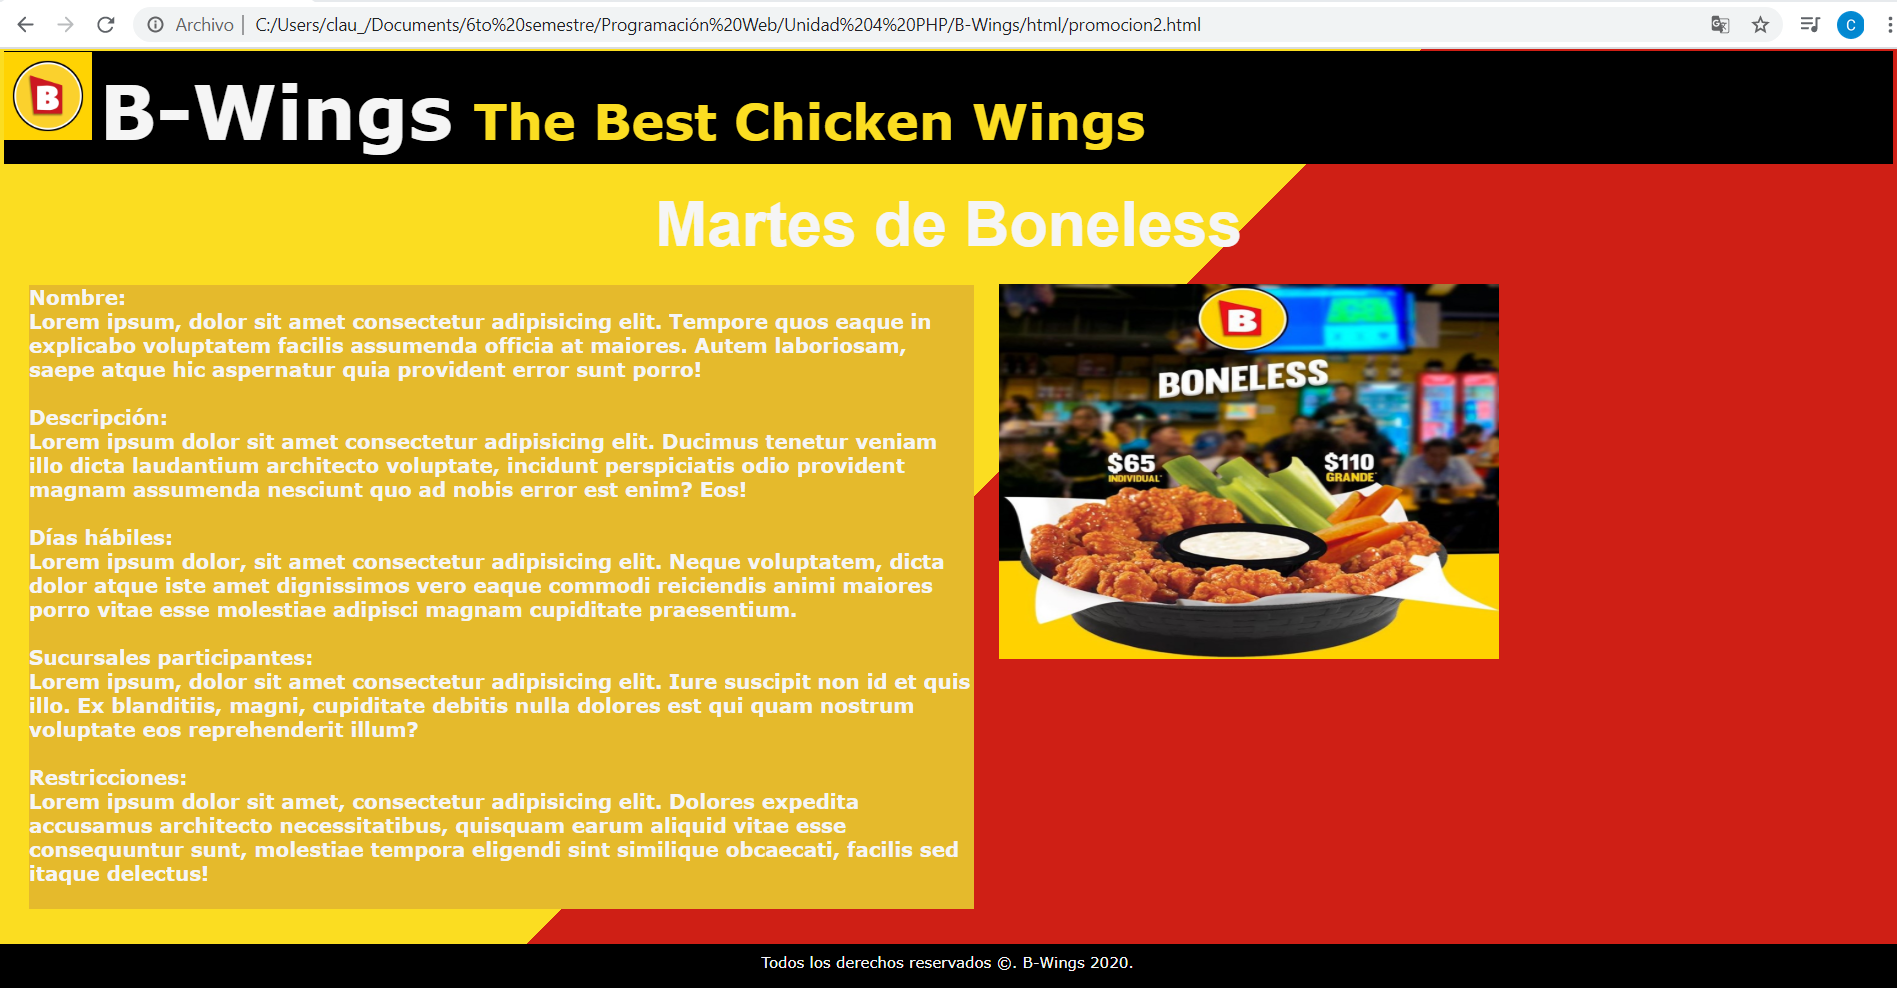 Archivo | C:/Users/clau_/Documents/6to%20semestre/Programación%20Web/Unidad%204%20PHP/B-Wings/html/promocion2.html
C
B
B-Wings The Best Chicken Wings
Martes de Boneless
Nombre:
Lorem ipsum, dolor sit amet consectetur adipisicing elit. Tempore quos eaque in
explicabo voluptatem facilis assumenda officia at maiores. Autem laboriosam,
saepe atque hic aspernatur quia provident error sunt porro!
Descripción:
Lorem ipsum dolor sit amet consectetur adipisicing elit. Ducimus tenetur veniam
illo dicta laudantium architecto voluptate, incidunt perspiciatis odio provident
magnam assumenda nesciunt quo ad nobis error est enim? Eos!
Días hábiles:
Lorem ipsum dolor, sit amet consectetur adipisicing elit. Neque voluptatem, dicta
dolor atque iste amet dignissimos vero eaque commodi reiciendis animi maiores
porro vitae esse molestiae adipisci magnam cupiditate praesentium.
Sucursales participantes:
Lorem ipsum, dolor sit amet consectetur adipisicing elit. Iure suscipit non id et quis
illo. Ex blanditiis, magni, cupiditate debitis nulla dolores est qui quam nostrum
voluptate eos reprehenderit illum?
Restricciones:
Lorem ipsum dolor sit amet, consectetur adipisicing elit. Dolores expedita
accusamus architecto necessitatibus, quisquam earum aliquid vitae esse
consequuntur sunt, molestiae tempora eligendi sint similique obcaecati, facilis sed
itaque delectus!
B
BONELESS
$65
INDIVIDUAL
$110
GRANDE
Todos los derechos reservados ©. B-Wings 2020.